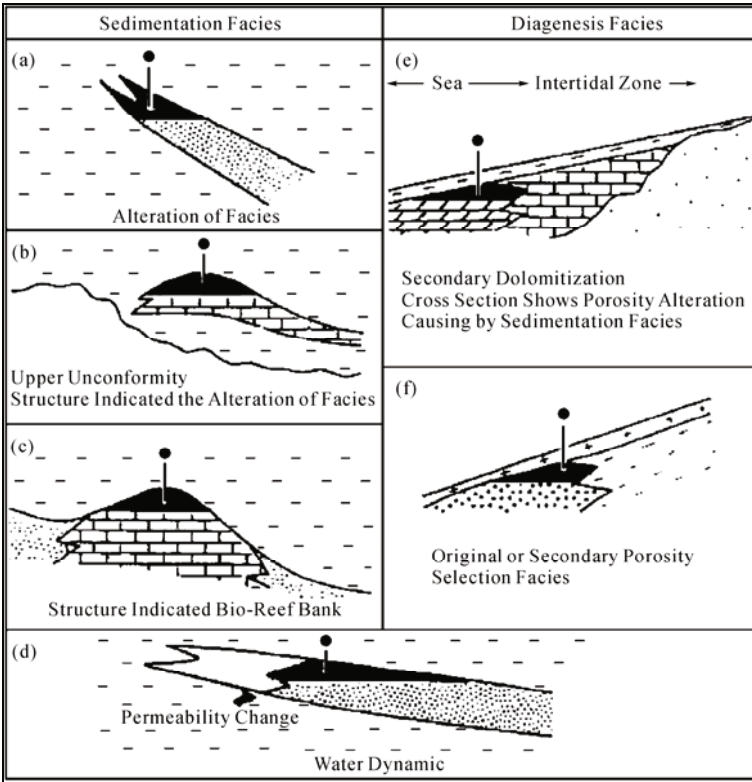 Sedimentation Facies
(a)
Alteration of Facies
(b)
Upper Unconformity
Structure Indicated the Alteration of Facies
(c)
Structure Indicated Bio-Reef Bank
Diagenesis Facies
(e)
Sea Intertidal Zone
Secondary Dolomitization
Cross Section Shows Porosity Alteration
Causing by Sedimentation Facies
(f)
Original or Secondary Porosity
Selection Facies
(d)
Permeability Change
Water Dynamic